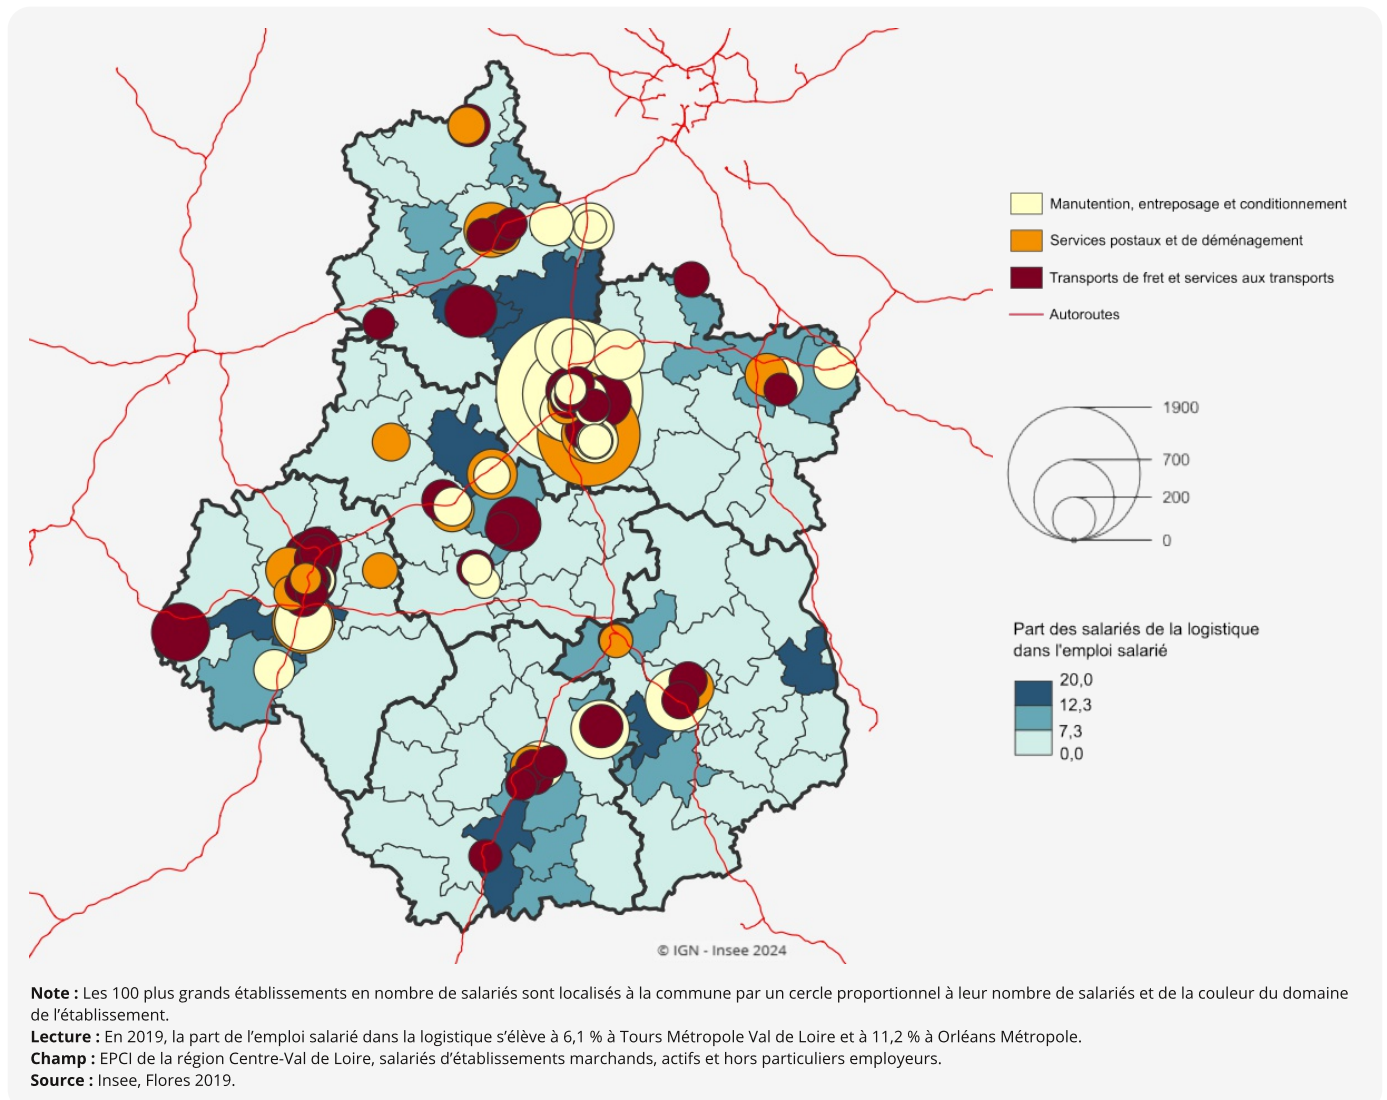 Manutention, entreposage et conditionnement
Services postaux et de déménagement
Transports de fret et services aux transports
Autoroutes
1900
700
200
0
Part des salariés de la logistique
dans l'emploi salarié
20,0
12,3
7,3
0,0
© IGN - Insee 2024
Note : Les 100 plus grands établissements en nombre de salariés sont localisés à la commune par un cercle proportionnel à leur nombre de salariés et de la couleur du domaine
de l’établissement.
Lecture : En 2019, la part de l’emploi salarié dans la logistique s’élève à 6,1 % à Tours Métropole Val de Loire et à 11,2 % à Orléans Métropole.
Champ : EPCI de la région Centre-Val de Loire, salariés d’établissements marchands, actifs et hors particuliers employeurs.
Source : Insee, Flores 2019.